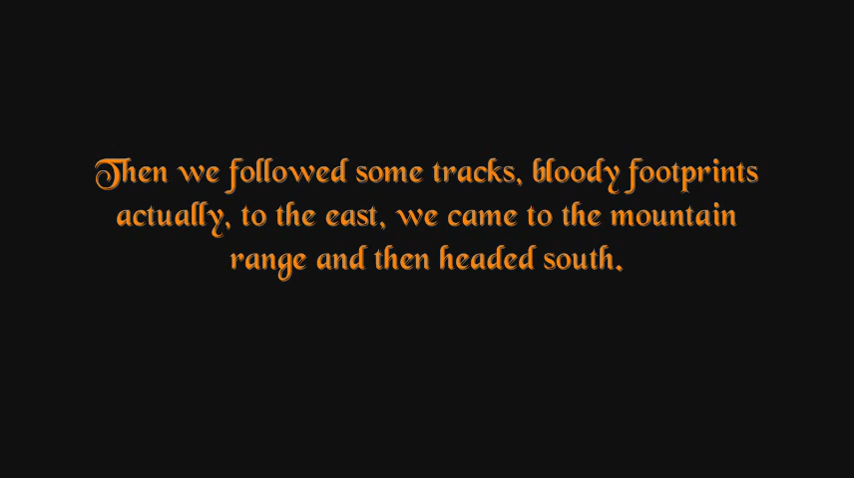 Then we followed some tracks, bloody footprints
actually, to the east, we came to the mountain
range and then headed south.